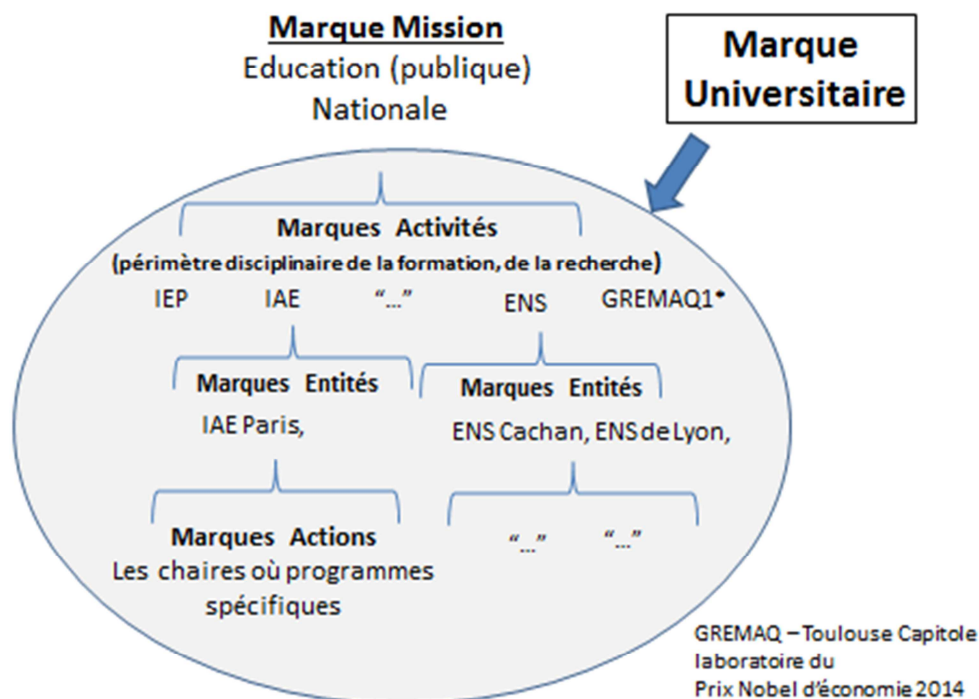 Marque Mission
Education (publique)
Nationale
Marque
Universitaire
Marques Activités
(périmètre disciplinaire de la formation, de la recherche)
IEP IAE “...” ENS GREMAQ1*
Marques Entités Marques Entités
IAE Paris, ENS Cachan, ENS de Lyon,
Marques Actions “...” “...”
Les chaires où programmes
spécifiques
GREMAQ – Toulouse Capitole
laboratoire du
Prix Nobel d'économie 2014